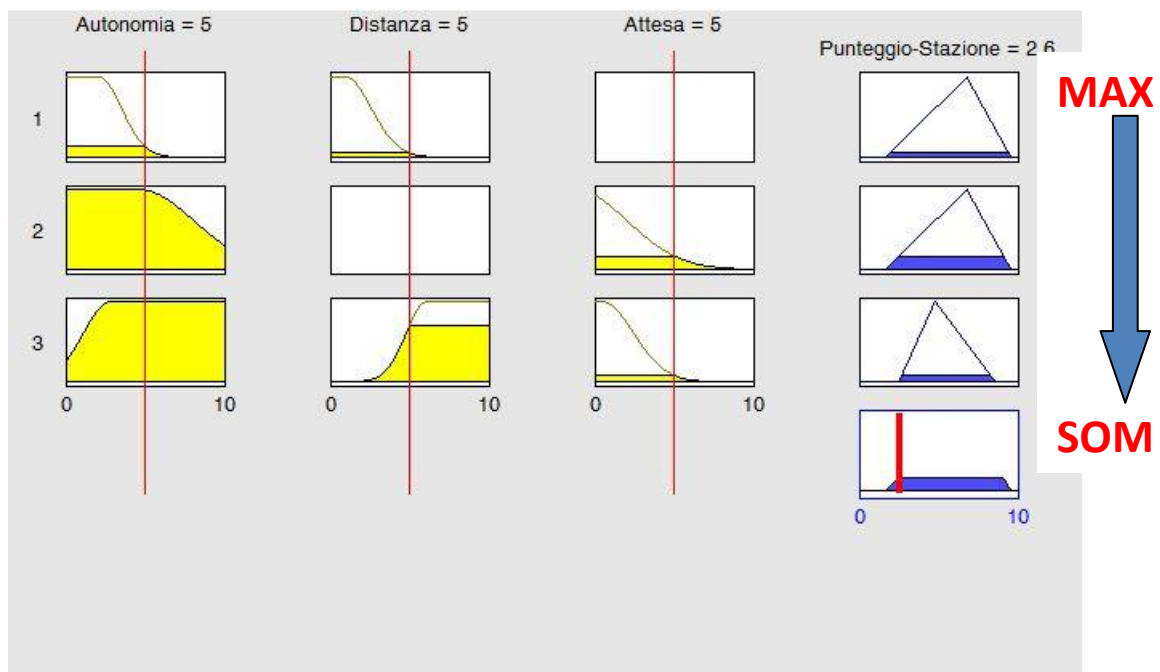 Autonomia = 5
Distanza = 5
Attesa = 5
Punteggio-Stazione = 2.6
MAX
1
2
3
0
10
0
10
0
10
SOM
0
10